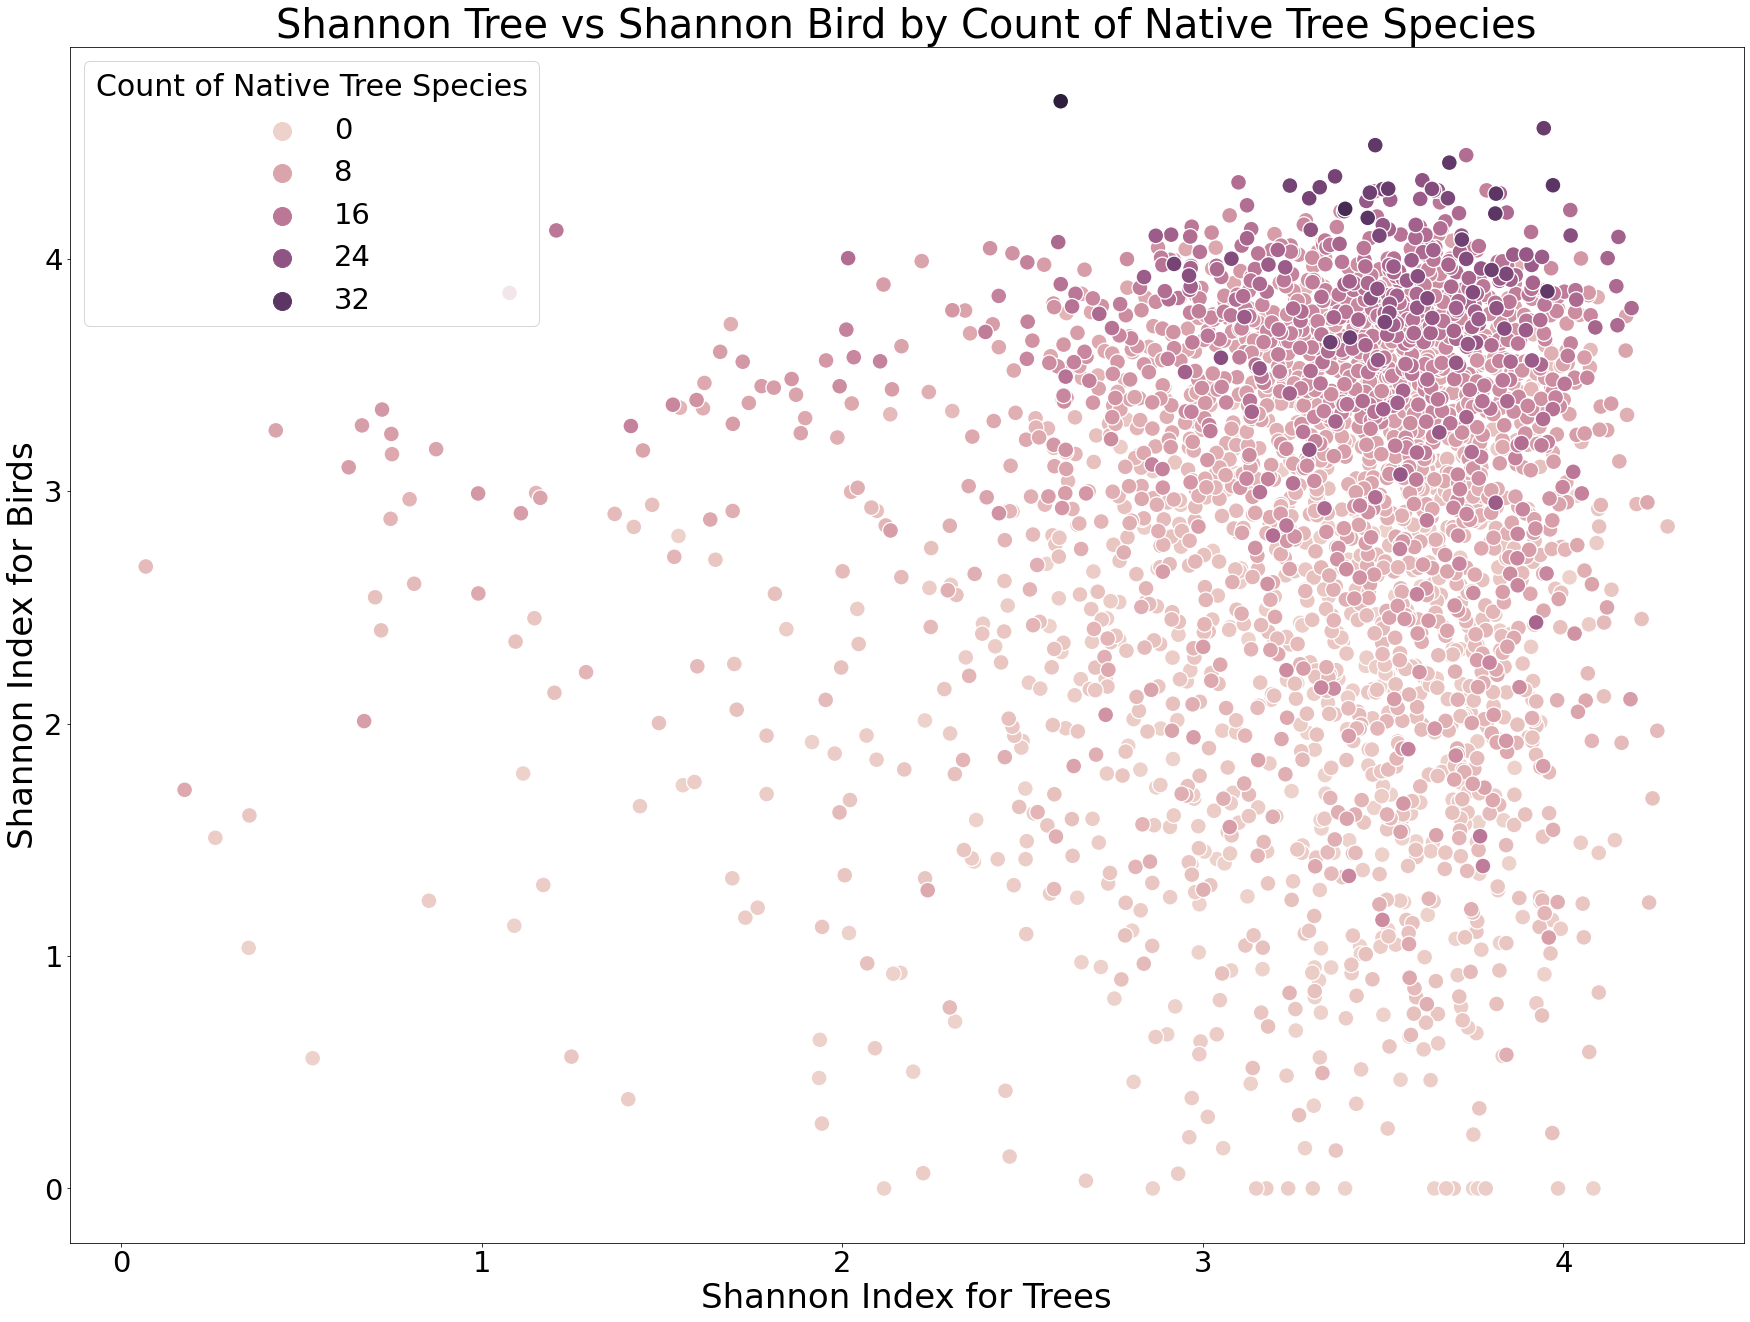 Shannon Tree vs Shannon Bird by Count of Native Tree Species
Count of Native Tree Species
0
8
16
24
32
Shannon Index for Birds
4
3
2
1
0
0 1 2 3 4
Shannon Index for Trees